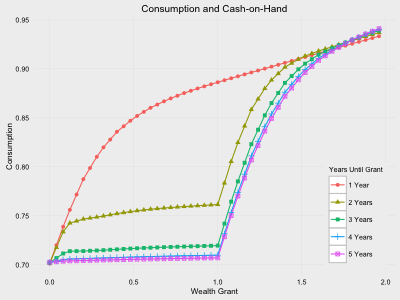 Consumption and Cash-on-Hand
0.95
0.90
0.85
0.80
0.75
0.70
Consumption
0.0 0.5 1.0 1.5 2.0
Wealth Grant
Years Until Grant
1 Year
2 Years
3 Years
4 Years
5 Years